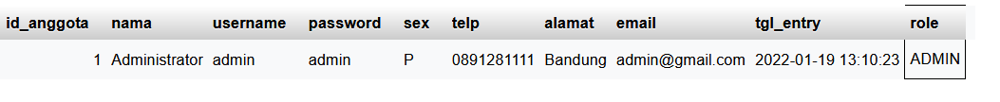 id_anggota nama username password sex telp alamat email tgl_entry role
1 Administrator admin admin P 0891281111 Bandung admin@gmail.com 2022-01-19 13:10:23 ADMIN